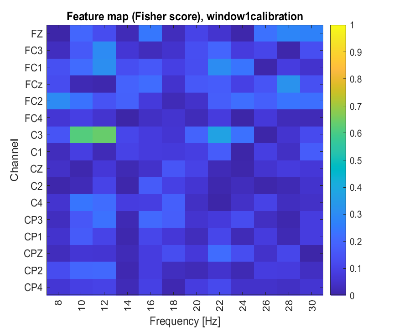 Feature map (Fisher score), window1calibration
Channel
FZ
FC3
FC1
FCz
FC2
FC4
C3
C1
CZ
C2
C4
CP3
CP1
CPZ
CP2
CP4
8 10 12 14 16 18 20 22 24 26 28 30
Frequency [Hz]
1
0.9
0.8
0.7
0.6
0.5
0.4
0.3
0.2
0.1
0